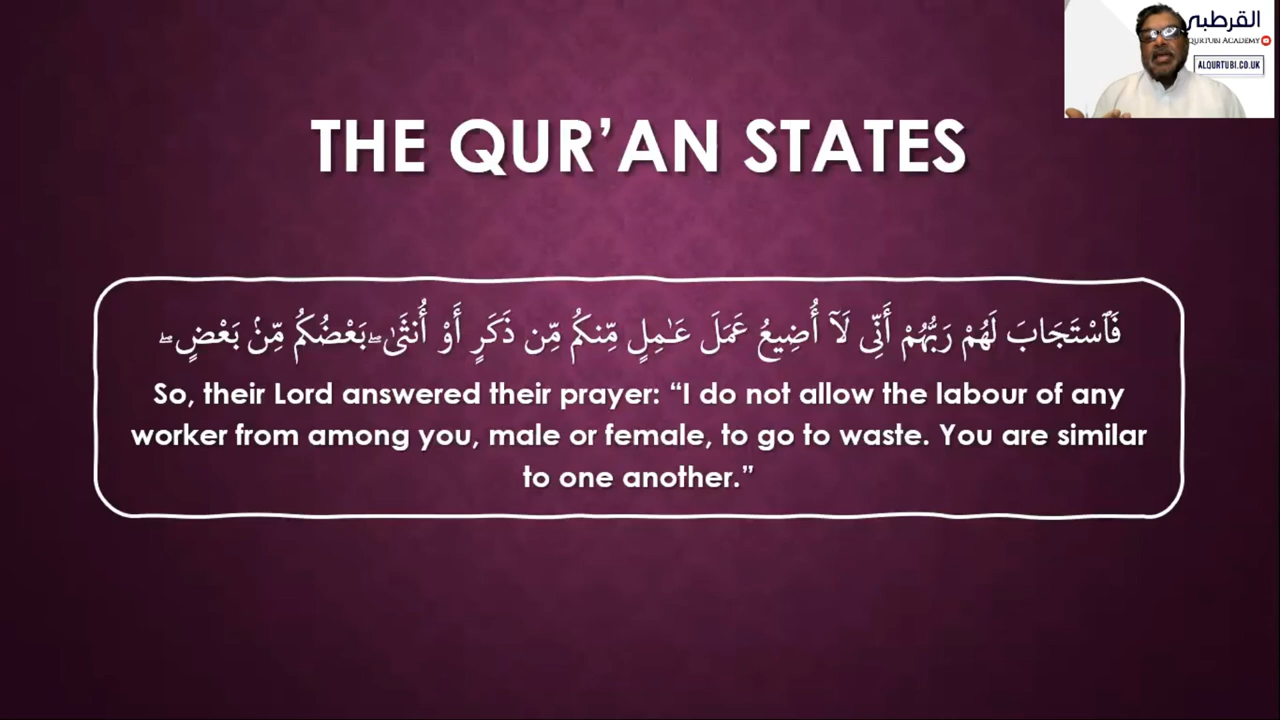 القرطبي
QURTUBI ACADEMY
ALQURTUBI.CO.UK
THE QUR’AN STATES
فَٱسْتَجَابَ لَهُمْ رَبُّهُمْ أَنِّى لَآ أُضِيعُ عَمَلَ عَـٰمِلٍ مِّنكُم مِّن ذَكَرٍ أَوْ أُنثَىٰ ۖ بَعْضُكُم مِّنۢ بَعْضٍ ۖ
So, their Lord answered their prayer: “I do not allow the labour of any
worker from among you, male or female, to go to waste. You are similar
to one another.”